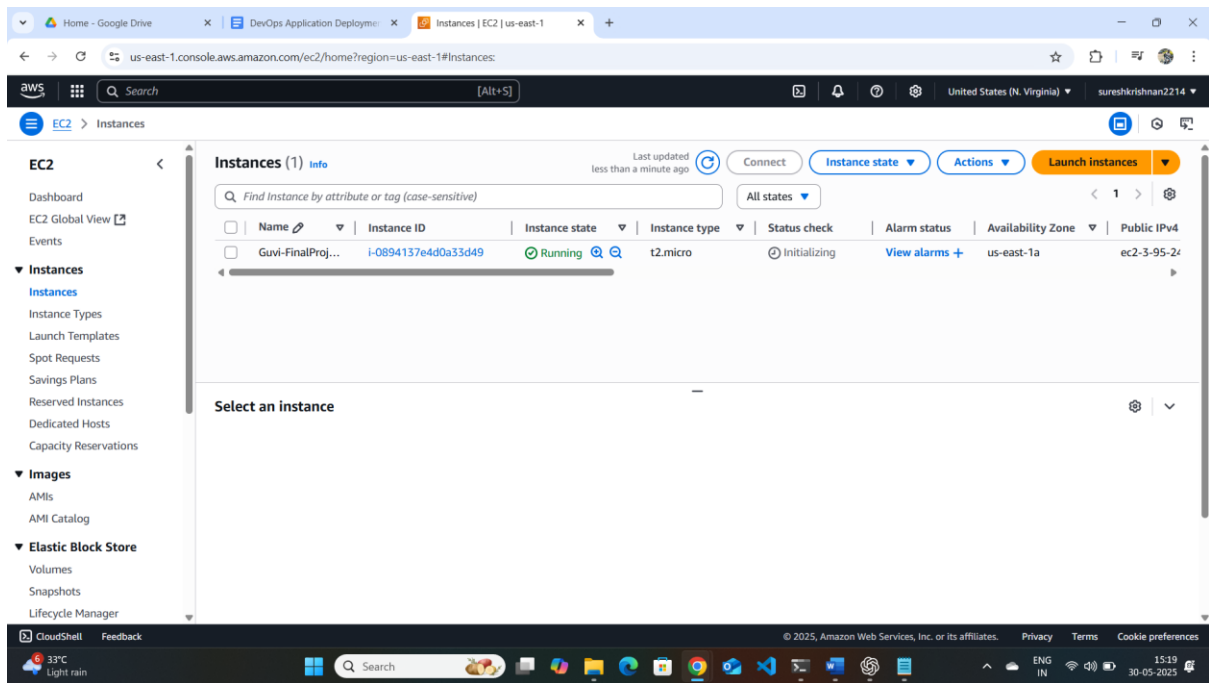 Home - Google Drive
DevOps Application Deploymen
Instances | EC2 | us-east-1
us-east-1.console.aws.amazon.com/ec2/home?region=us-east-1#Instances:
aws
Search
[Alt+S]
United States (N. Virginia)
sureshkrishnan2214
EC2 > Instances
EC2
Dashboard
EC2 Global View
Events
Instances
Instances
Instance Types
Launch Templates
Spot Requests
Savings Plans
Reserved Instances
Dedicated Hosts
Capacity Reservations
Images
AMIs
AMI Catalog
Elastic Block Store
Volumes
Snapshots
Lifecycle Manager
Instances (1) Info
Last updated
less than a minute ago
Connect
Instance state
Actions
Launch instances
Find Instance by attribute or tag (case-sensitive)
All states
1
Name Instance ID Instance state Instance type Status check Alarm status Availability Zone Public IPv4
Guvi-FinalProj... i-0894137e4d0a33d49 Running t2.micro Initializing View alarms + us-east-1a ec2-3-95-24
Select an instance
CloudShell Feedback
© 2025, Amazon Web Services, Inc. or its affiliates. Privacy Terms Cookie preferences
6
33°C
Light rain
Search
ENG
IN
15:19
30-05-2025